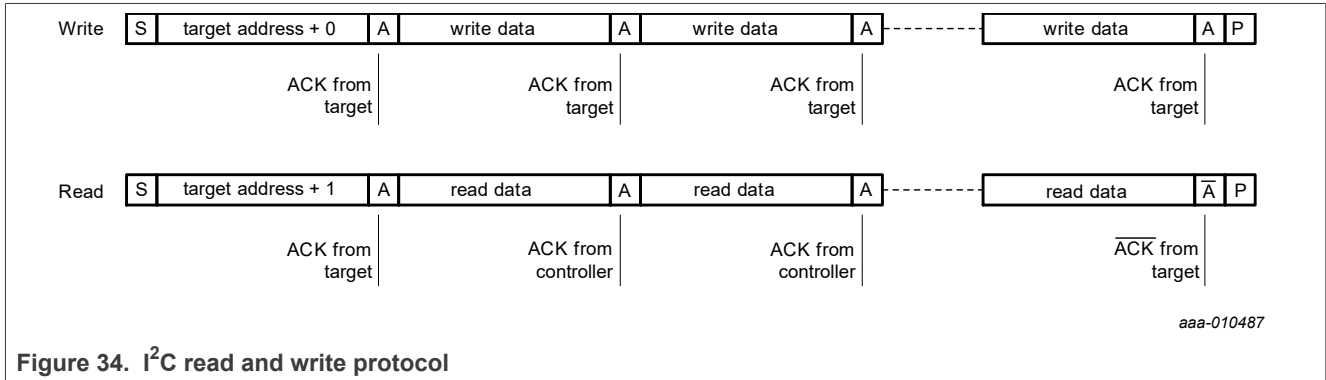 Write S target address + 0 A write data A write data A write data A P
ACK from target ACK from target ACK from target ACK from target
Read S target address + 1 A read data A read data A read data A̅ P
ACK from target ACK from controller ACK from controller A̅C̅K̅ from target
aaa-010487
Figure 34. I²C read and write protocol